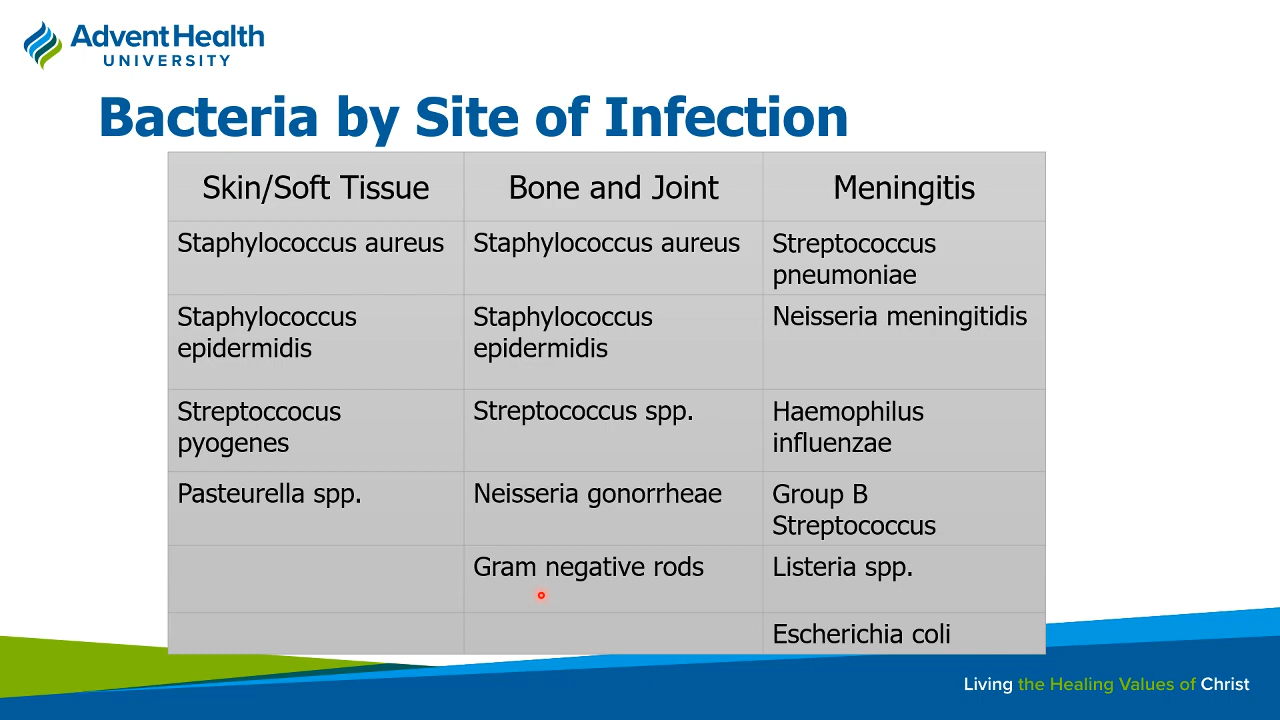 AdventHealth
UNIVERSITY
Bacteria by Site of Infection
Skin/Soft Tissue
Bone and Joint
Meningitis
Staphylococcus aureus
Staphylococcus aureus
Streptococcus
pneumoniae
Staphylococcus
epidermidis
Staphylococcus
epidermidis
Neisseria meningitidis
Streptoccocus
pyogenes
Streptococcus spp.
Haemophilus
influenzae
Pasteurella spp.
Neisseria gonorrheae
Group B
Streptococcus
Gram negative rods
Listeria spp.
Escherichia coli
Living the Healing Values of Christ